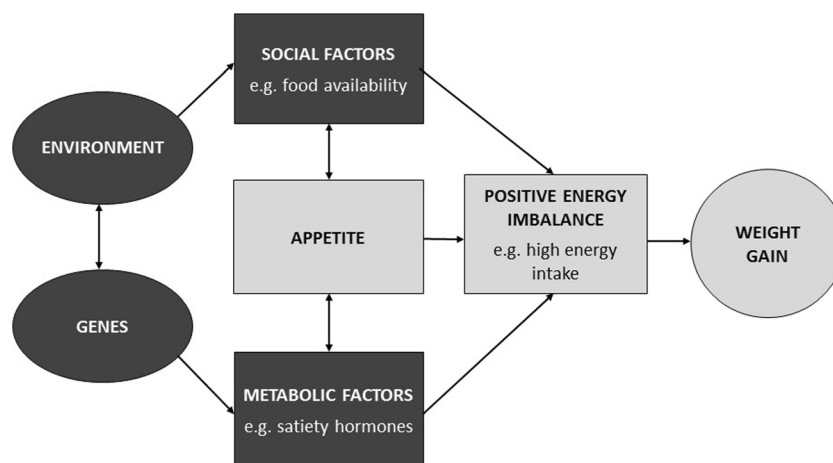 SOCIAL FACTORS
e.g. food availability
ENVIRONMENT
APPETITE
POSITIVE ENERGY
IMBALANCE
e.g. high energy
intake
WEIGHT
GAIN
GENES
METABOLIC FACTORS
e.g. satiety hormones